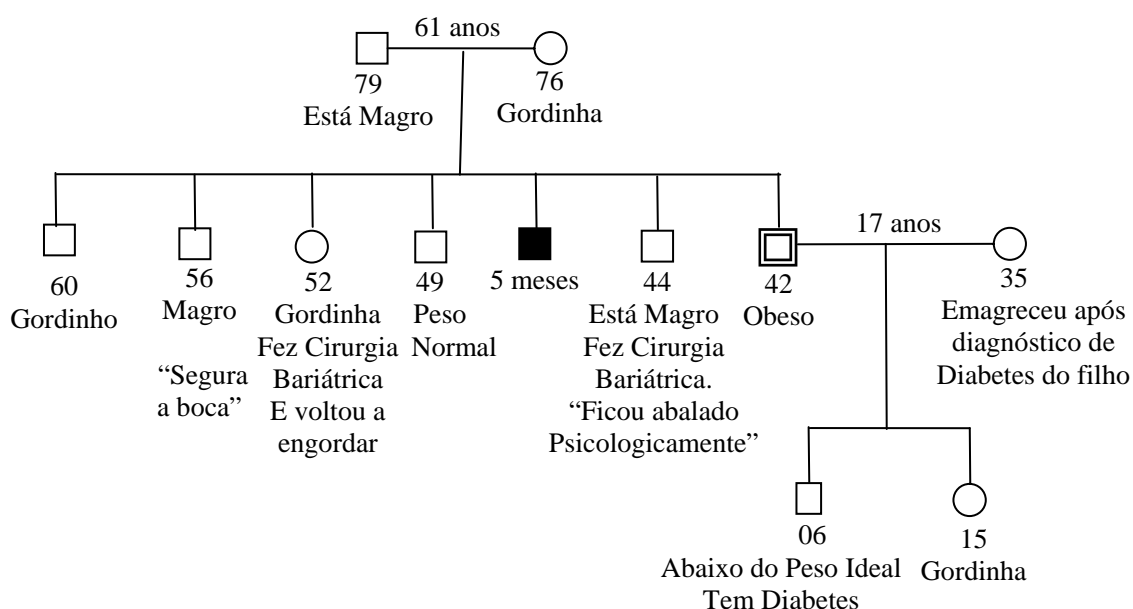 61 anos
79
Está Magro
76
Gordinha
60
Gordinho
56
Magro
“Segura
a boca”
52
Gordinha
Fez Cirurgia
Bariátrica
E voltou a
engordar
49
Peso
Normal
5 meses
44
Está Magro
Fez Cirurgia
Bariátrica.
“Ficou abalado
Psicologicamente”
42
Obeso
17 anos
35
Emagreceu após
diagnóstico de
Diabetes do filho
06
Abaixo do Peso Ideal
Tem Diabetes
15
Gordinha